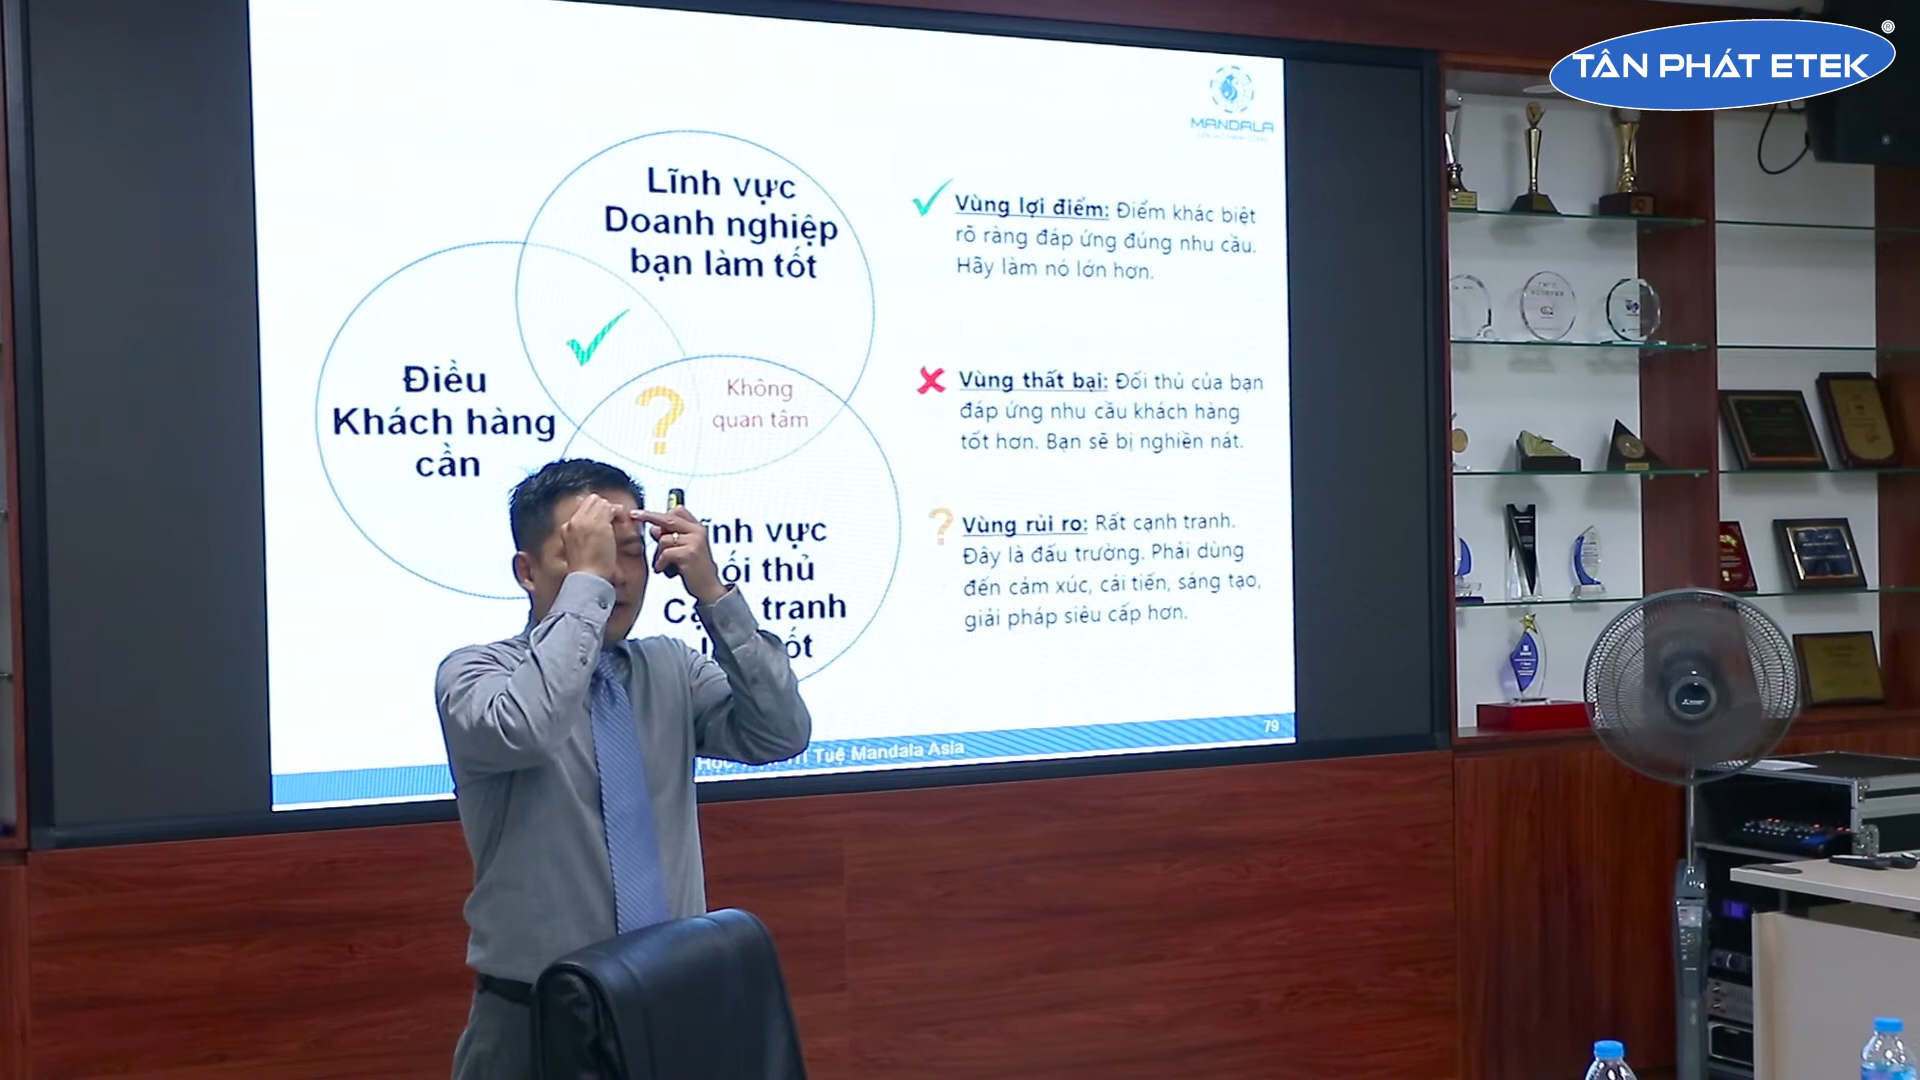 TÂN PHÁT ETEK
®
MANDALA
Lĩnh vực
Doanh nghiệp
bạn làm tốt
Điều
Khách hàng
cần
Không
quan tâm
tranh
Vùng lợi điểm: Điểm khác biệt
rõ ràng đáp ứng đúng nhu cầu.
Hãy làm nó lớn hơn.
Vùng thất bại: Đối thủ của bạn
đáp ứng nhu cầu khách hàng
tốt hơn. Bạn sẽ bị nghiền nát.
Vùng rủi ro: Rất cạnh tranh.
Đây là đấu trường. Phải dùng
đến cảm xúc, cải tiến, sáng tạo,
giải pháp siêu cấp hơn.
Trí Tuệ Mandala Asia
79